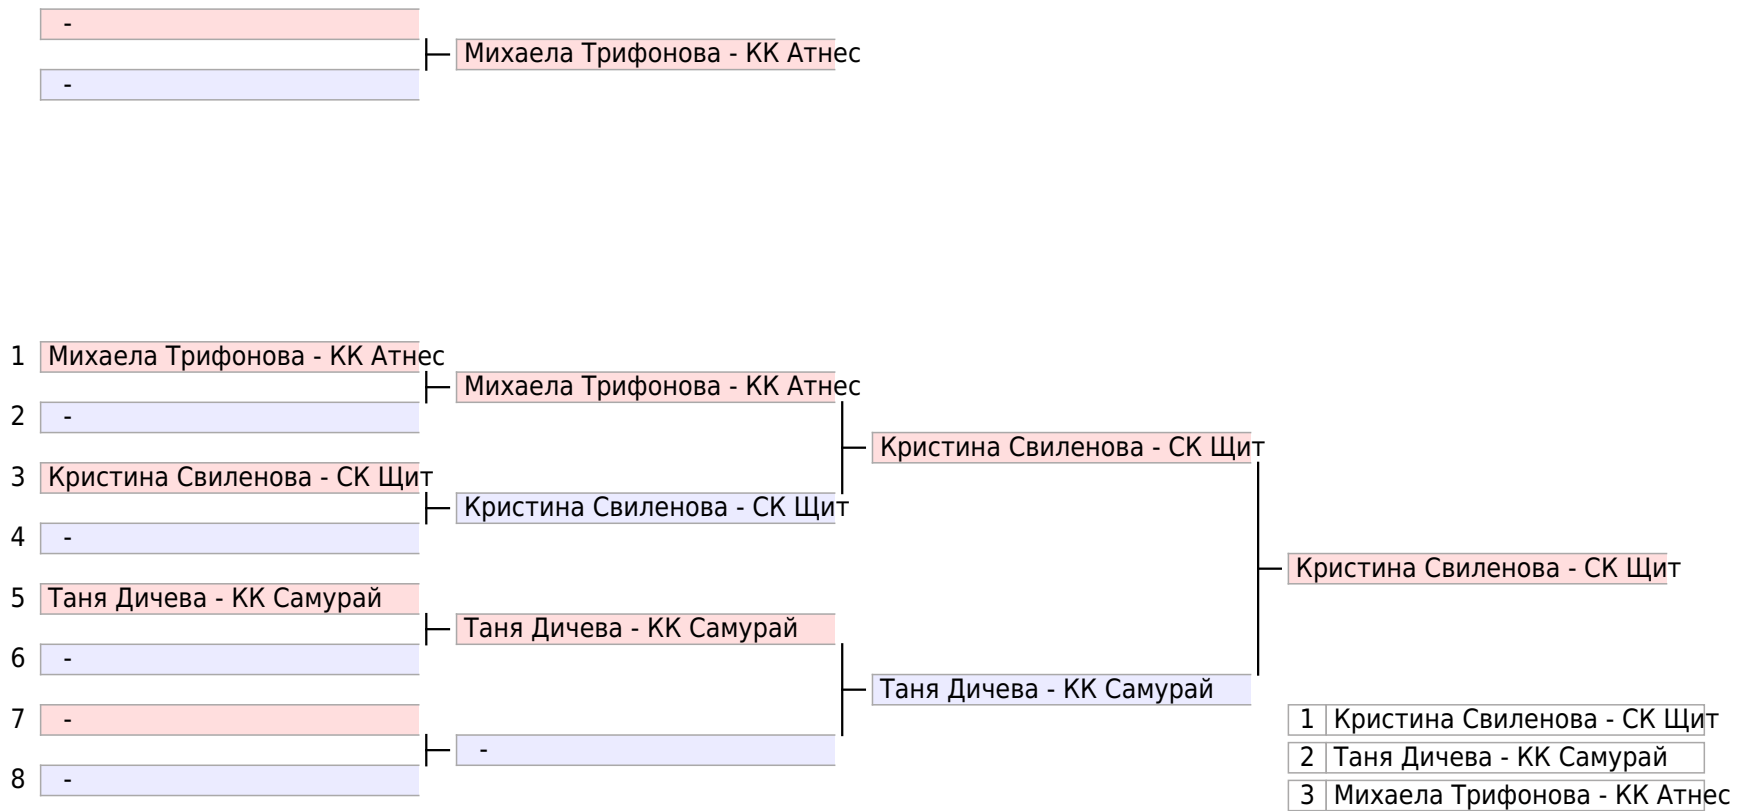 -
Михаела Трифонова - КК Атнес
-
1 Михаела Трифонова - КК Атнес
Михаела Трифонова - КК Атнес
2 -
Кристина Свиленова - СК Щит
3 Кристина Свиленова - СК Щит
Кристина Свиленова - СК Щит
4 -
Кристина Свиленова - СК Щит
5 Таня Дичева - КК Самурай
Таня Дичева - КК Самурай
6 -
Таня Дичева - КК Самурай
7 -
-
8 -
1 Кристина Свиленова - СК Щит
2 Таня Дичева - КК Самурай
3 Михаела Трифонова - КК Атнес